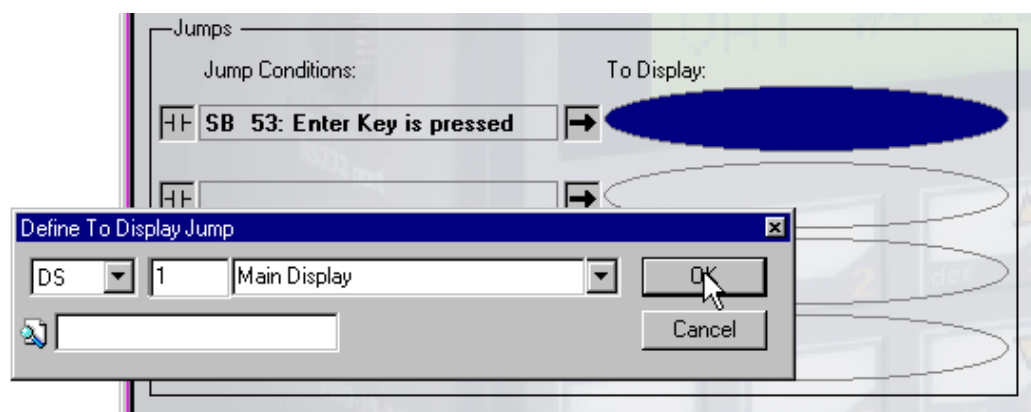 Jumps
Jump Conditions: To Display:
SB 53: Enter Key is pressed
Define To Display Jump
DS 1 Main Display OK
Cancel